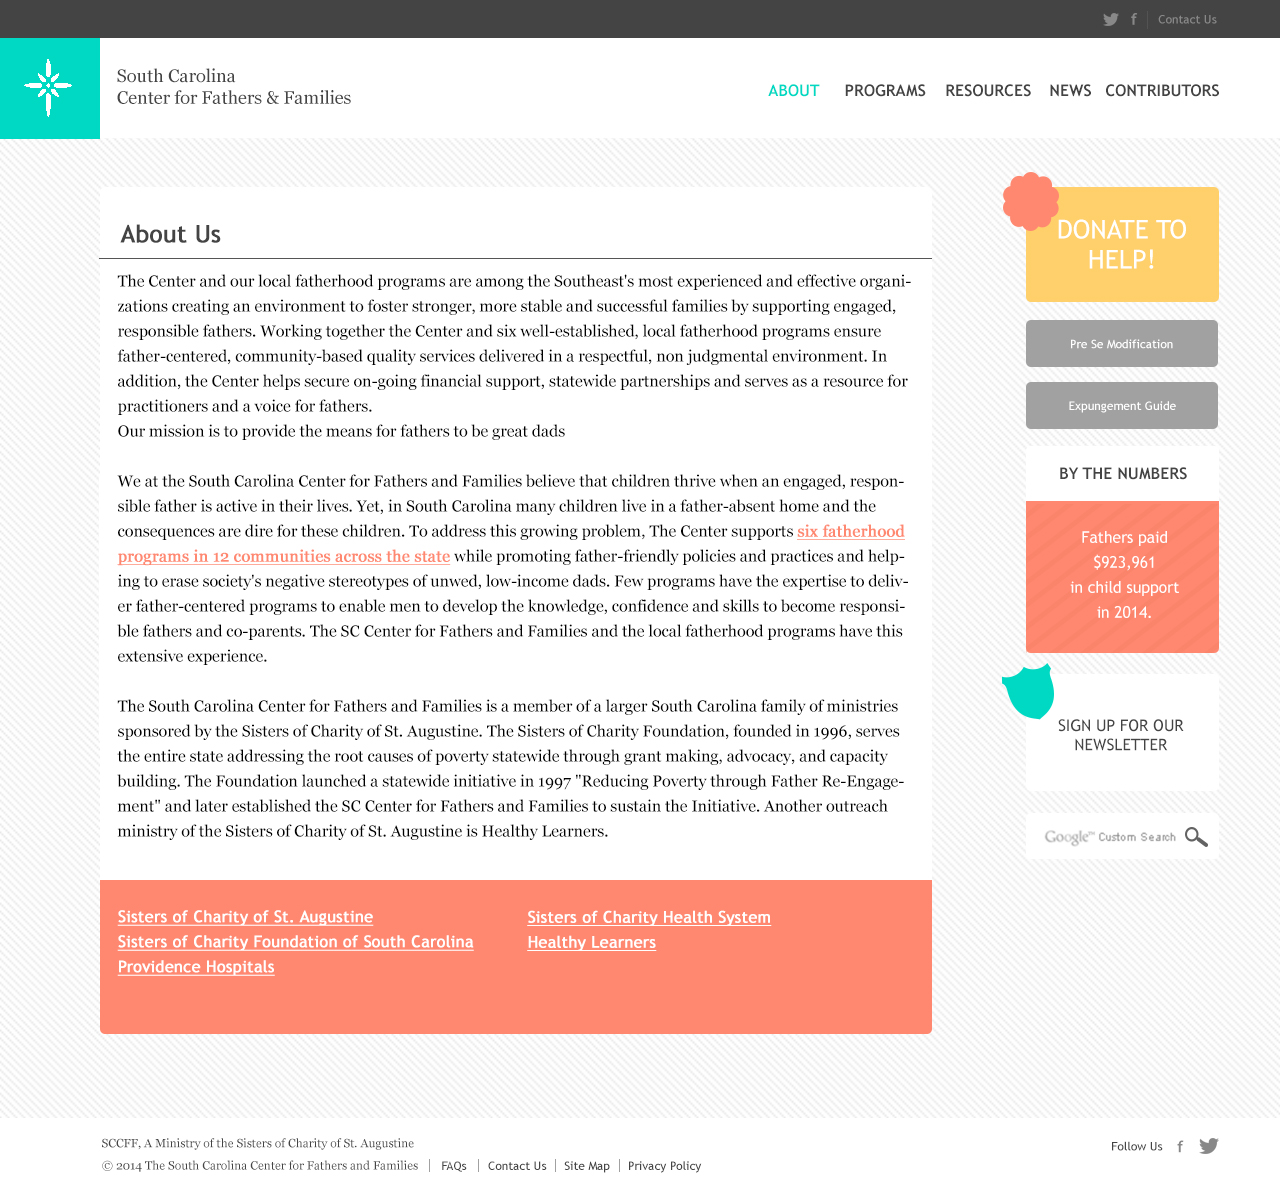 Contact Us
South Carolina
Center for Fathers & Families
ABOUT PROGRAMS RESOURCES NEWS CONTRIBUTORS
About Us
The Center and our local fatherhood programs are among the Southeast's most experienced and effective organi-
zations creating an environment to foster stronger, more stable and successful families by supporting engaged,
responsible fathers. Working together the Center and six well-established, local fatherhood programs ensure
father-centered, community-based quality services delivered in a respectful, non judgmental environment. In
addition, the Center helps secure on-going financial support, statewide partnerships and serves as a resource for
practitioners and a voice for fathers.
Our mission is to provide the means for fathers to be great dads
We at the South Carolina Center for Fathers and Families believe that children thrive when an engaged, respon-
sible father is active in their lives. Yet, in South Carolina many children live in a father-absent home and the
consequences are dire for these children. To address this growing problem, The Center supports six fatherhood
programs in 12 communities across the state while promoting father-friendly policies and practices and help-
ing to erase society's negative stereotypes of unwed, low-income dads. Few programs have the expertise to deliv-
er father-centered programs to enable men to develop the knowledge, confidence and skills to become responsi-
ble fathers and co-parents. The SC Center for Fathers and Families and the local fatherhood programs have this
extensive experience.
The South Carolina Center for Fathers and Families is a member of a larger South Carolina family of ministries
sponsored by the Sisters of Charity of St. Augustine. The Sisters of Charity Foundation, founded in 1996, serves
the entire state addressing the root causes of poverty statewide through grant making, advocacy, and capacity
building. The Foundation launched a statewide initiative in 1997 "Reducing Poverty through Father Re-Engage-
ment" and later established the SC Center for Fathers and Families to sustain the Initiative. Another outreach
ministry of the Sisters of Charity of St. Augustine is Healthy Learners.
Sisters of Charity of St. Augustine
Sisters of Charity Foundation of South Carolina
Providence Hospitals
Sisters of Charity Health System
Healthy Learners
DONATE TO
HELP!
Pre Se Modification
Expungement Guide
BY THE NUMBERS
Fathers paid
$923,961
in child support
in 2014.
SIGN UP FOR OUR
NEWSLETTER
Google™ Custom Search
SCCFF, A Ministry of the Sisters of Charity of St. Augustine
© 2014 The South Carolina Center for Fathers and Families | FAQs | Contact Us | Site Map | Privacy Policy
Follow Us